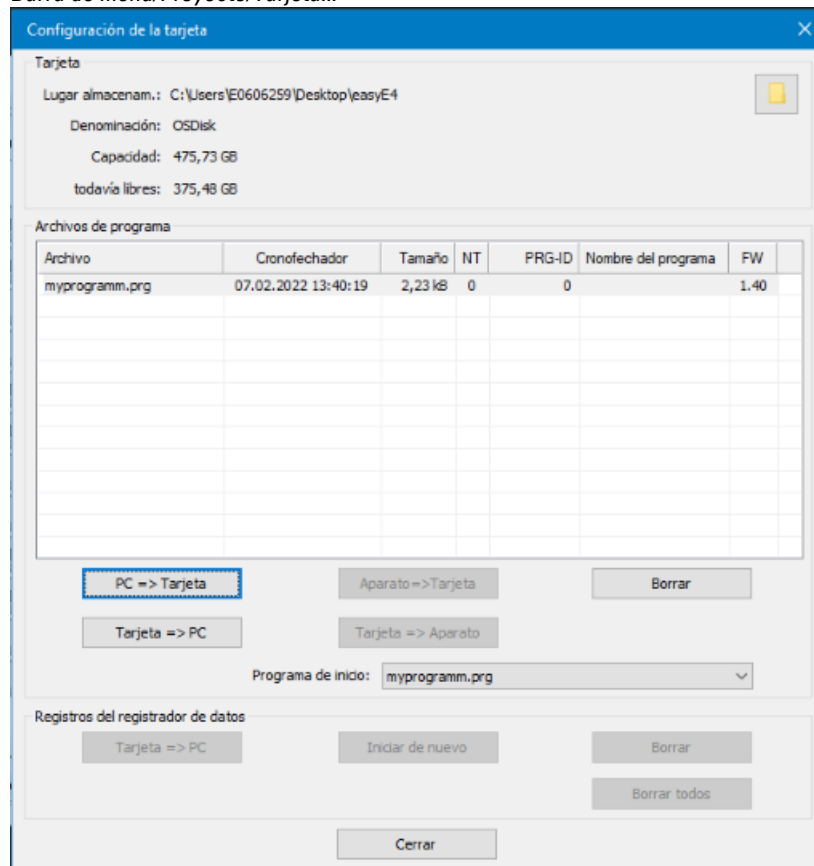 Barra de menú/Proyecto/Tarjeta...
Configuración de la tarjeta
Tarjeta
Lugar almacenam.: C:\Users\E0606259\Desktop\easyE4
Denominación: OSDisk
Capacidad: 475,73 GB
todavía libres: 375,48 GB
Archivos de programa
Archivo Cronofechador Tamaño NT PRG-ID Nombre del programa FW
myprogramm.prg 07.02.2022 13:40:19 2,23 kB 0 0 1.40
PC => Tarjeta Aparato=>Tarjeta Borrar
Tarjeta => PC Tarjeta => Aparato
Programa de inicio: myprogramm.prg
Registros del registrador de datos
Tarjeta => PC Iniciar de nuevo Borrar
Borrar todos
Cerrar